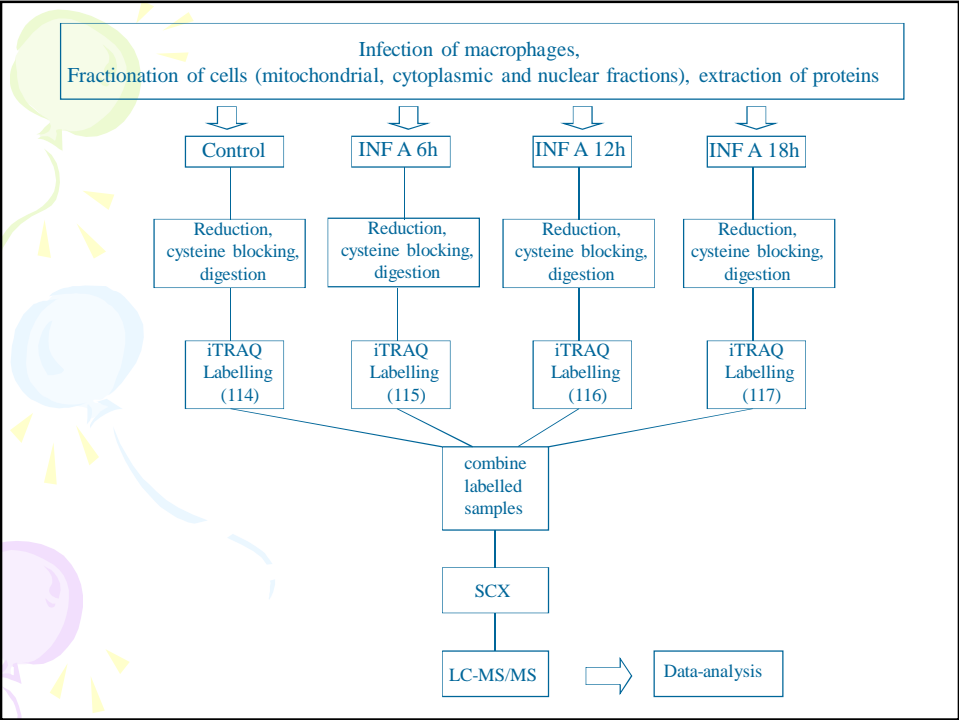 Infection of macrophages,
Fractionation of cells (mitochondrial, cytoplasmic and nuclear fractions), extraction of proteins
Control
INF A 6h
INF A 12h
INF A 18h
Reduction,
cysteine blocking,
digestion
Reduction,
cysteine blocking,
digestion
Reduction,
cysteine blocking,
digestion
Reduction,
cysteine blocking,
digestion
iTRAQ
Labelling
(114)
iTRAQ
Labelling
(115)
iTRAQ
Labelling
(116)
iTRAQ
Labelling
(117)
combine
labelled
samples
SCX
LC-MS/MS
Data-analysis